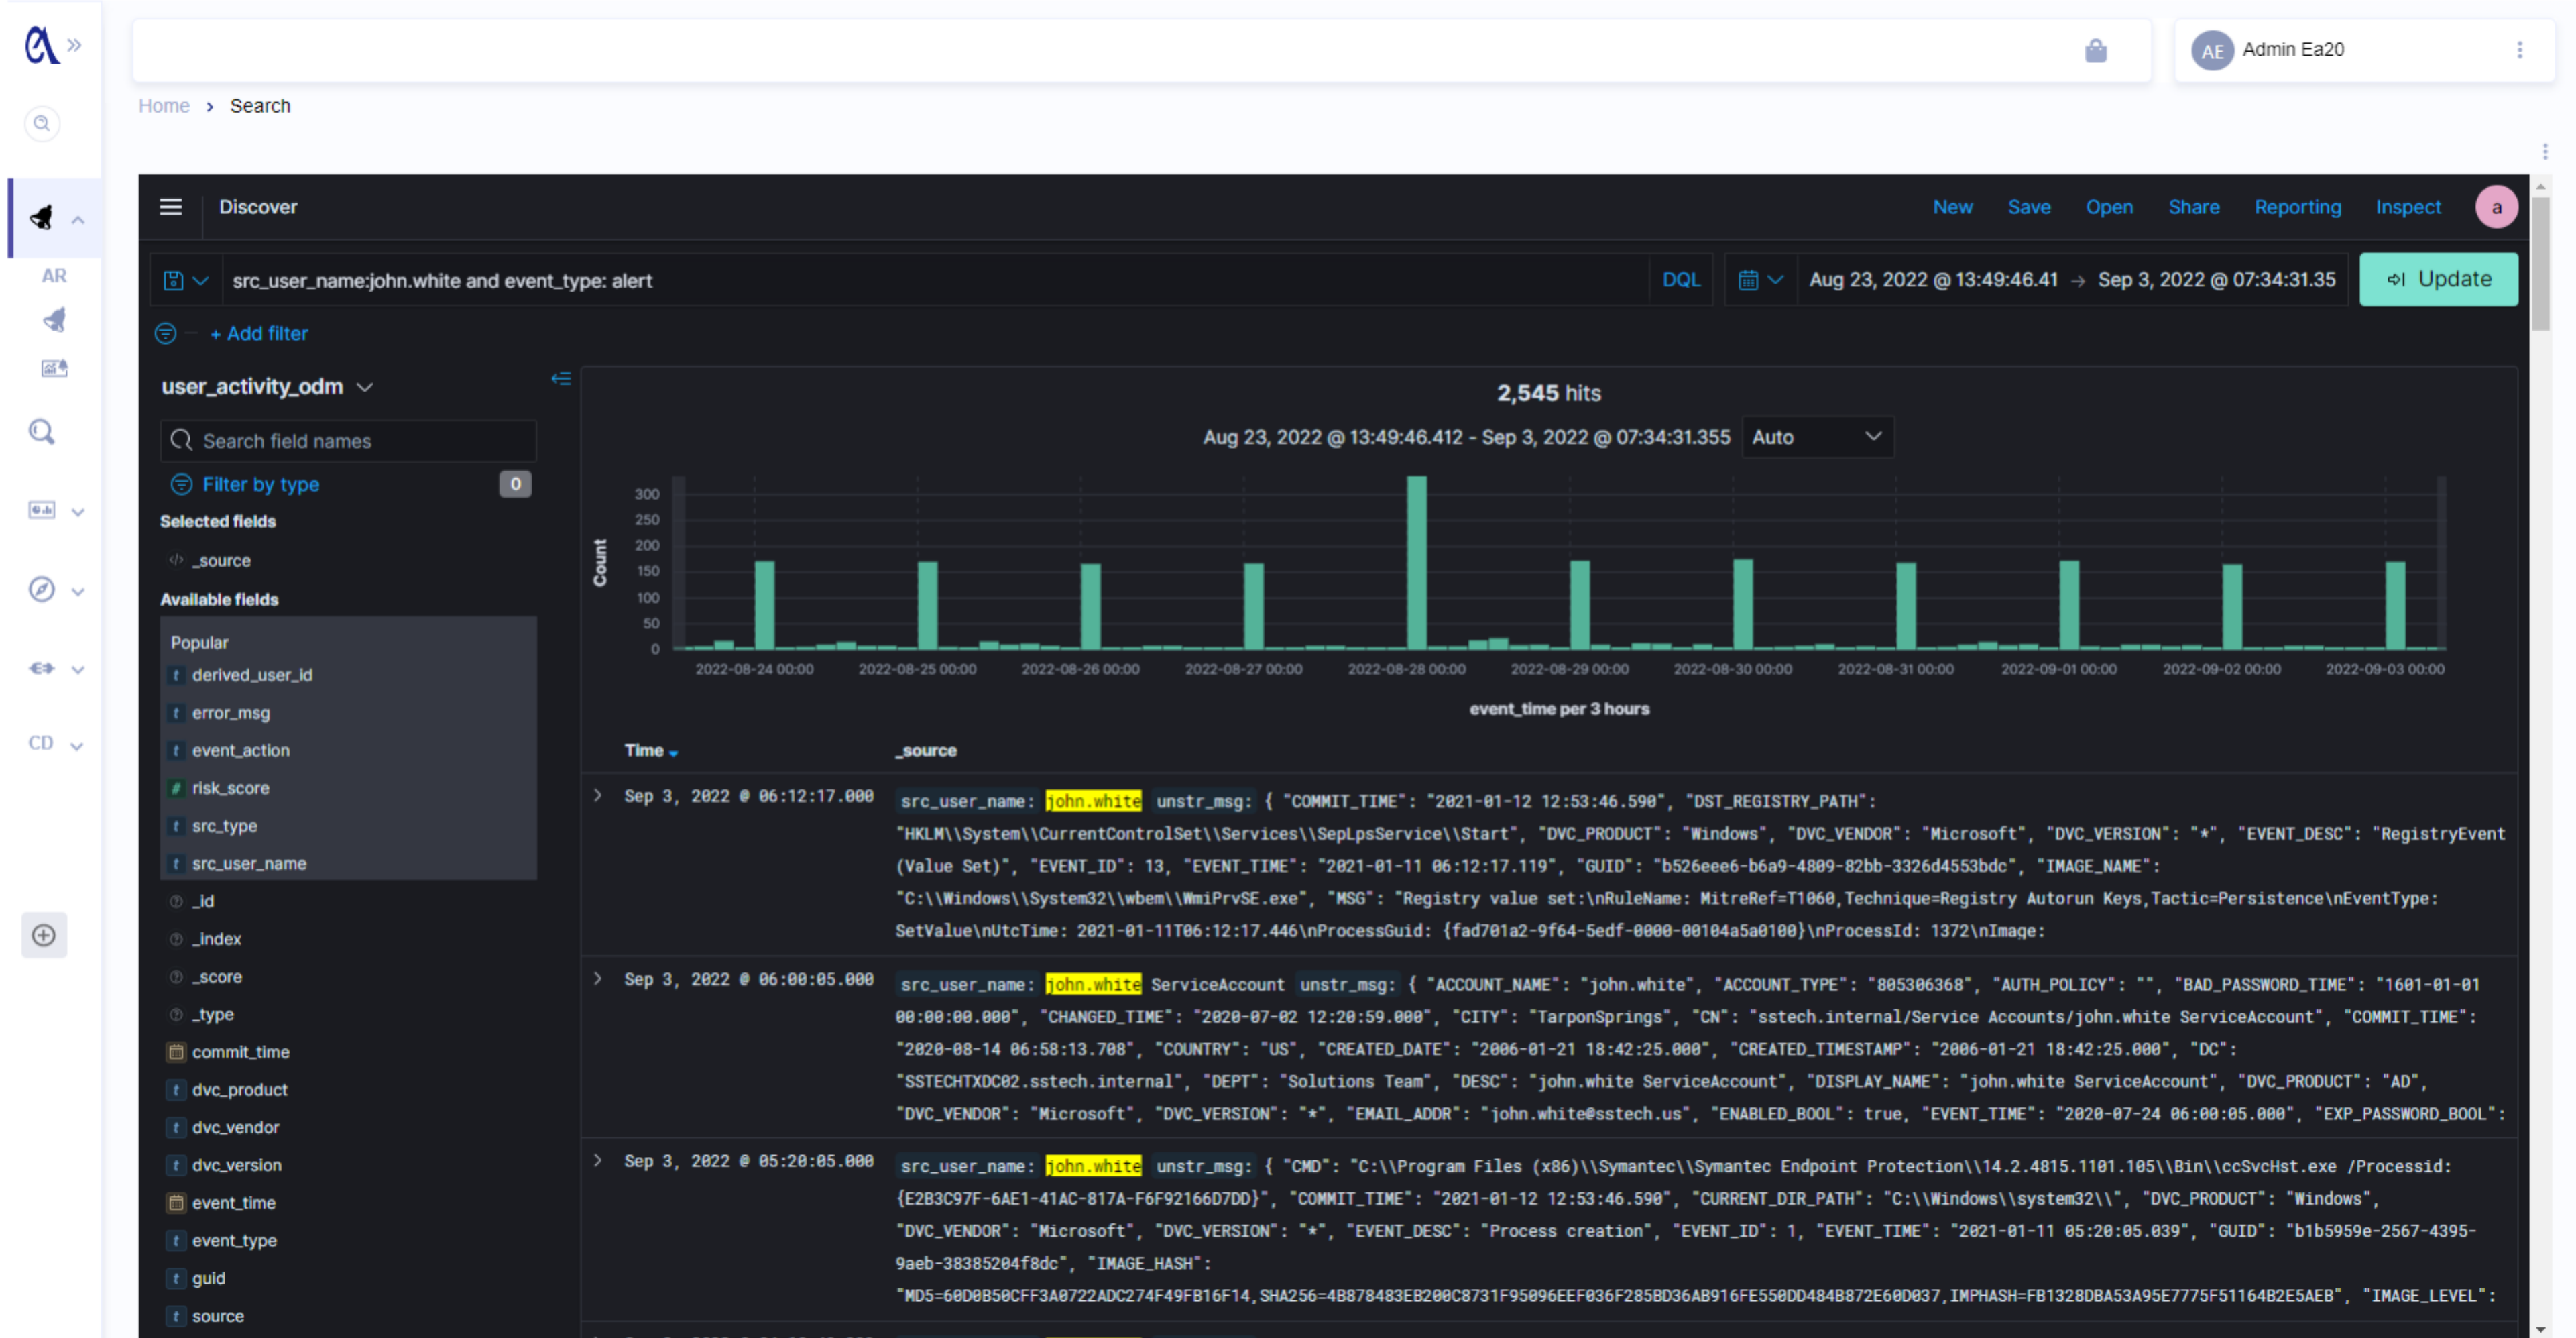 AE Admin Ea20
Home > Search
AR
CD
Discover
New Save Open Share Reporting Inspect a
src_user_name:john.white and event_type: alert
DQL
Aug 23, 2022 @ 13:49:46.41 → Sep 3, 2022 @ 07:34:31.35
Update
+ Add filter
user_activity_odm
Search field names
Filter by type 0
Selected fields
_source
Available fields
Popular
t derived_user_id
t error_msg
t event_action
# risk_score
t src_type
t src_user_name
_id
_index
_score
_type
commit_time
t dvc_product
t dvc_vendor
t dvc_version
event_time
t event_type
t guid
t source
2,545 hits
Aug 23, 2022 @ 13:49:46.412 - Sep 3, 2022 @ 07:34:31.355 Auto
Count
300
250
200
150
100
50
0
2022-08-24 00:00 2022-08-25 00:00 2022-08-26 00:00 2022-08-27 00:00 2022-08-28 00:00 2022-08-29 00:00 2022-08-30 00:00 2022-08-31 00:00 2022-09-01 00:00 2022-09-02 00:00 2022-09-03 00:00
event_time per 3 hours
Time _source
Sep 3, 2022 @ 06:12:17.000 src_user_name: john.white unstr_msg: { "COMMIT_TIME": "2021-01-12 12:53:46.590", "DST_REGISTRY_PATH":
"HKLM\\System\\CurrentControlSet\\Services\\SepLpsService\\Start", "DVC_PRODUCT": "Windows", "DVC_VENDOR": "Microsoft", "DVC_VERSION": "*", "EVENT_DESC": "RegistryEvent
(Value Set)", "EVENT_ID": 13, "EVENT_TIME": "2021-01-11 06:12:17.119", "GUID": "b526eee6-b6a9-4809-82bb-3326d4553bdc", "IMAGE_NAME":
"C:\\Windows\\System32\\wbem\\WmiPrvSE.exe", "MSG": "Registry value set:\nRuleName: MitreRef=T1060,Technique=Registry Autorun Keys,Tactic=Persistence\nEventType:
SetValue\nUtcTime: 2021-01-11T06:12:17.446\nProcessGuid: {fad701a2-9f64-5edf-0000-00104a5a0100}\nProcessId: 1372\nImage:
Sep 3, 2022 @ 06:00:05.000 src_user_name: john.white ServiceAccount unstr_msg: { "ACCOUNT_NAME": "john.white", "ACCOUNT_TYPE": "805306368", "AUTH_POLICY": "", "BAD_PASSWORD_TIME": "1601-01-01
00:00:00.000", "CHANGED_TIME": "2020-07-02 12:20:59.000", "CITY": "TarponSprings", "CN": "sstech.internal/Service Accounts/john.white ServiceAccount", "COMMIT_TIME":
"2020-08-14 06:58:13.708", "COUNTRY": "US", "CREATED_DATE": "2006-01-21 18:42:25.000", "CREATED_TIMESTAMP": "2006-01-21 18:42:25.000", "DC":
"SSTECHTXDC02.sstech.internal", "DEPT": "Solutions Team", "DESC": "john.white ServiceAccount", "DISPLAY_NAME": "john.white ServiceAccount", "DVC_PRODUCT": "AD",
"DVC_VENDOR": "Microsoft", "DVC_VERSION": "*", "EMAIL_ADDR": "john.white@sstech.us", "ENABLED_BOOL": true, "EVENT_TIME": "2020-07-24 06:00:05.000", "EXP_PASSWORD_BOOL":
Sep 3, 2022 @ 05:20:05.000 src_user_name: john.white unstr_msg: { "CMD": "C:\\Program Files (x86)\\Symantec\\Symantec Endpoint Protection\\14.2.4815.1101.105\\Bin\\ccSvcHst.exe /Processid:
{E2B3C97F-6AE1-41AC-817A-F6F92166D7DD}", "COMMIT_TIME": "2021-01-12 12:53:46.590", "CURRENT_DIR_PATH": "C:\\Windows\\system32\\", "DVC_PRODUCT": "Windows",
"DVC_VENDOR": "Microsoft", "DVC_VERSION": "*", "EVENT_DESC": "Process creation", "EVENT_ID": 1, "EVENT_TIME": "2021-01-11 05:20:05.039", "GUID": "b1b5959e-2567-4395-
9aeb-38385204f8dc", "IMAGE_HASH":
"MD5=60D0B50CFF3A0722ADC274F49FB16F14,SHA256=4B878483EB200C8731F95096EEF036F285BD36AB916FE550DD484B872E60D037,IMPHASH=FB1328DBA53A95E7775F51164B2E5AEB", "IMAGE_LEVEL":